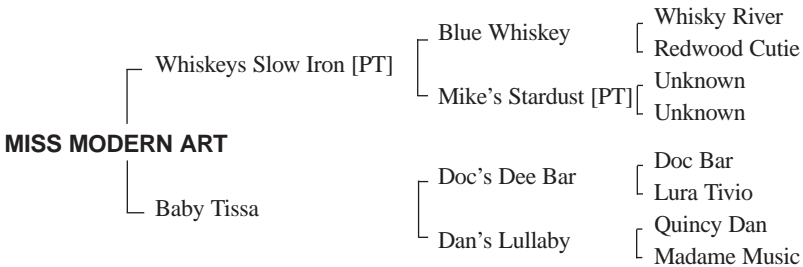 Whisky River
Blue Whiskey
Redwood Cutie
Whiskeys Slow Iron [PT]
Unknown
Mike’s Stardust [PT]
Unknown
MISS MODERN ART
Doc Bar
Doc’s Dee Bar
Lura Tivio
Baby Tissa
Quincy Dan
Dan’s Lullaby
Madame Music